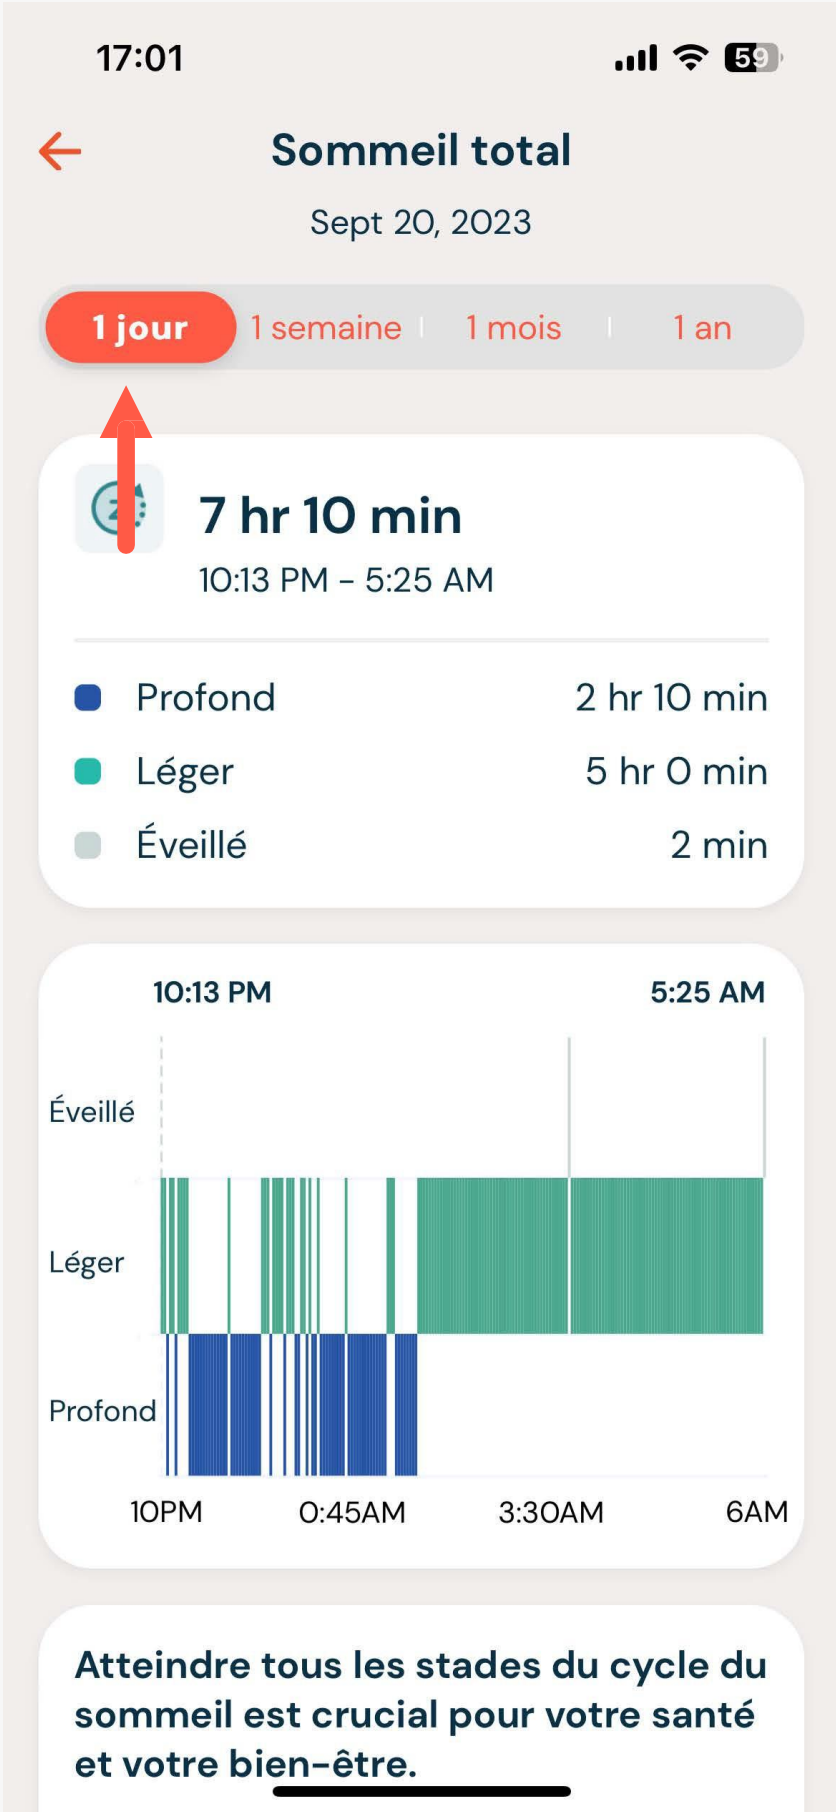 17:01
59
Sommeil total
Sept 20, 2023
1 jour
1 semaine
1 mois
1 an
7 hr 10 min
10:13 PM - 5:25 AM
Profond 2 hr 10 min
Léger 5 hr 0 min
Éveillé 2 min
10:13 PM 5:25 AM
Éveillé
Léger
Profond
10PM 0:45AM 3:30AM 6AM
Atteindre tous les stades du cycle du
sommeil est crucial pour votre santé
et votre bien-être.